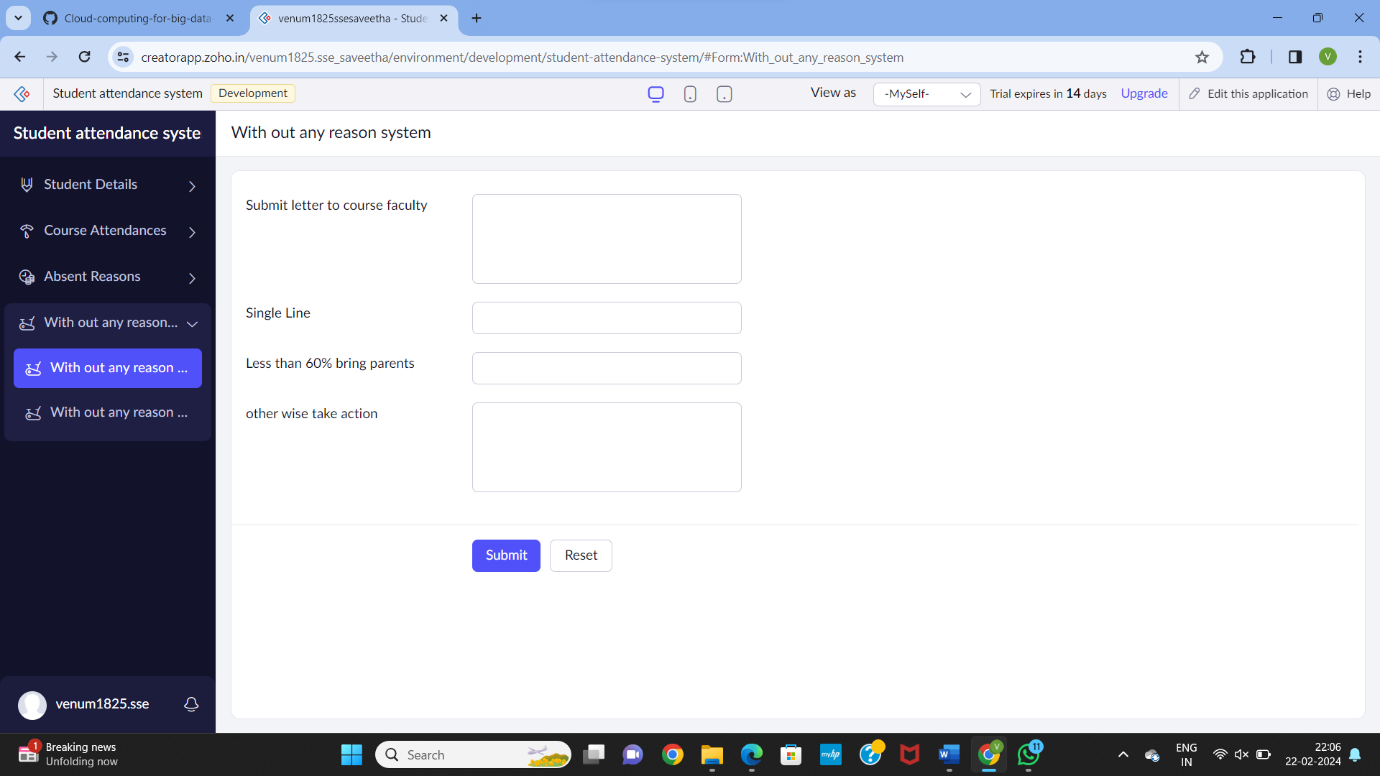 Cloud-computing-for-big-data-
venum1825ssesaveetha - Stude
creatorapp.zoho.in/venum1825.sse_saveetha/environment/development/student-attendance-system/#Form:With_out_any_reason_system
V
Student attendance system
Development
View as
-MySelf-
Trial expires in 14 days
Upgrade
Edit this application
Help
Student attendance syste
With out any reason system
Student Details
Course Attendances
Absent Reasons
With out any reason...
With out any reason ...
With out any reason ...
Submit letter to course faculty
Single Line
Less than 60% bring parents
other wise take action
Submit
Reset
venum1825.sse
1
Breaking news
Unfolding now
Search
myhp
W
V
11
ENG
IN
22:06
22-02-2024